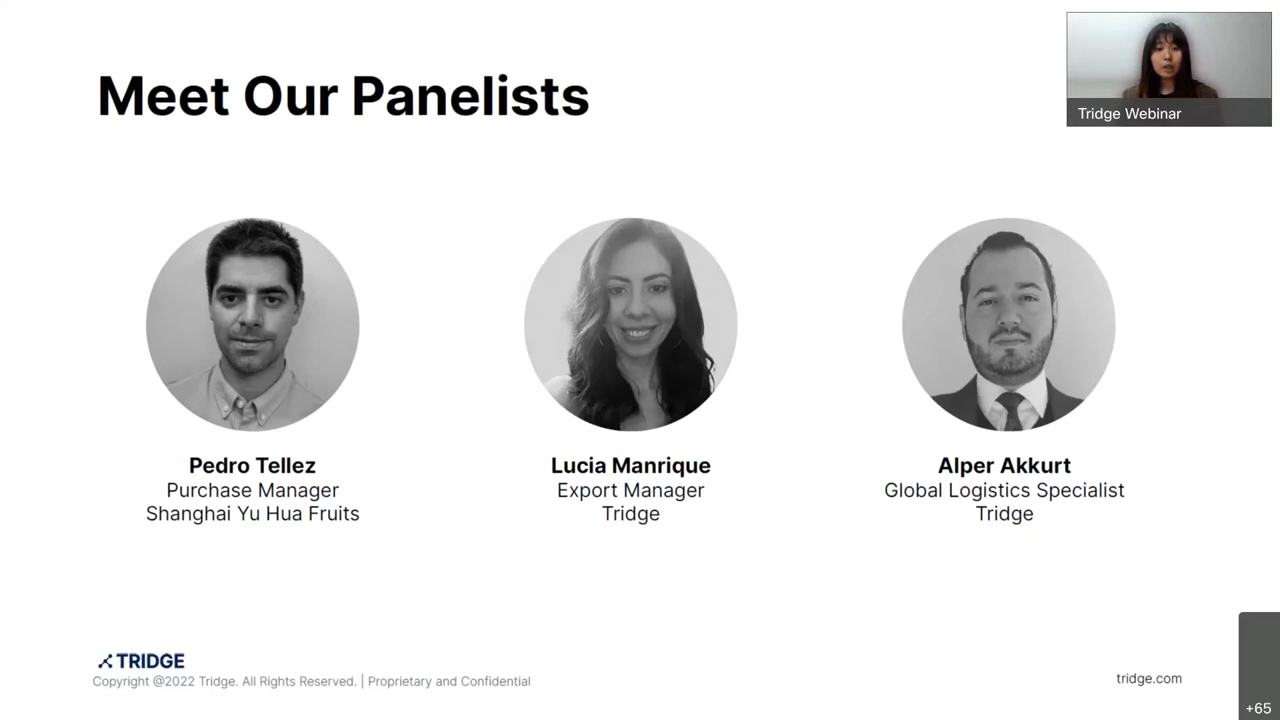 Meet Our Panelists
Tridge Webinar
Pedro Tellez
Purchase Manager
Shanghai Yu Hua Fruits
Lucia Manrique
Export Manager
Tridge
Alper Akkurt
Global Logistics Specialist
Tridge
TRIDGE
Copyright @2022 Tridge. All Rights Reserved. | Proprietary and Confidential
tridge.com
+65